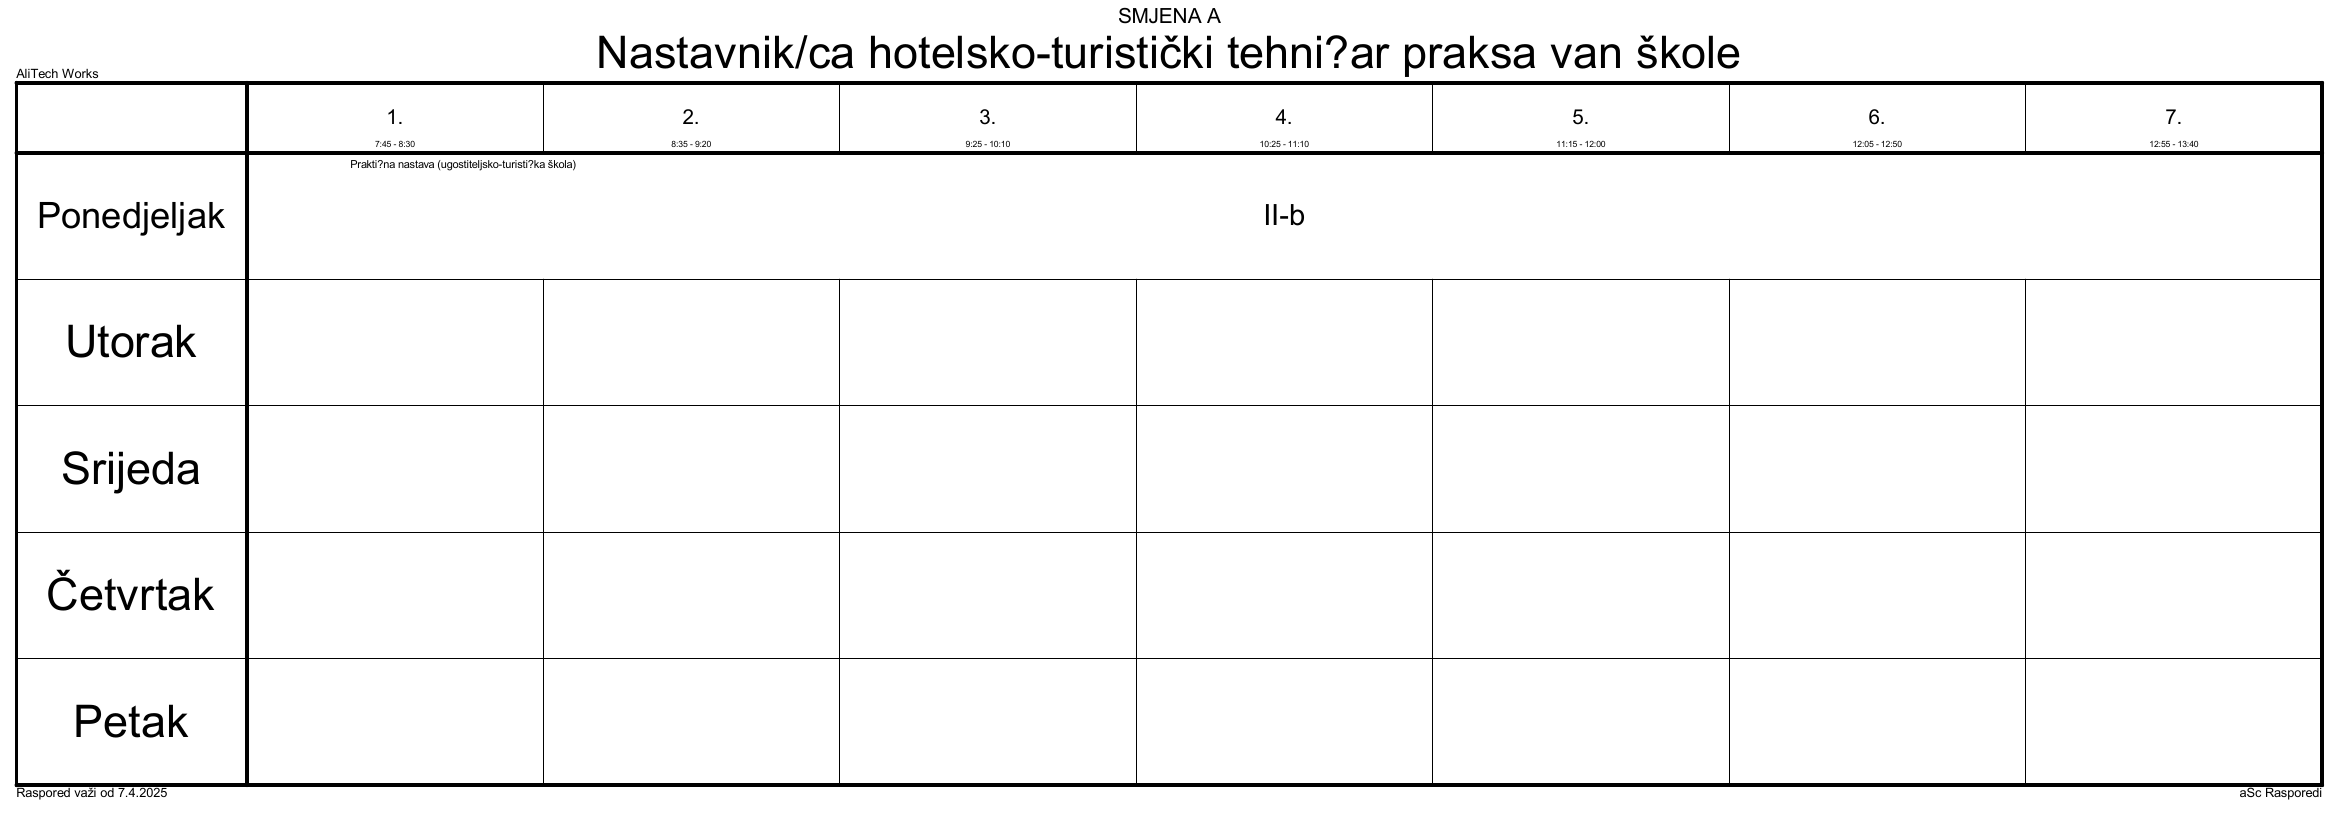 SMJENA A
Nastavnik/ca hotelsko-turistički tehni?ar praksa van škole
AliTech Works
1.
7:45 - 8:30
2.
8:35 - 9:20
3.
9:25 - 10:10
4.
10:25 - 11:10
5.
11:15 - 12:00
6.
12:05 - 12:50
7.
12:55 - 13:40
Ponedjeljak
Prakti?na nastava (ugostiteljsko-turisti?ka škola)
II-b
Utorak
Srijeda
Četvrtak
Petak
Raspored važi od 7.4.2025
aSc Rasporedi